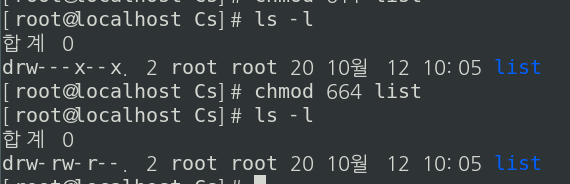 [root@localhost Cs]# chmod 644 list
[root@localhost Cs]# ls -l
합계 0
drw---x--x. 2 root root 20 10월  12 10:05 list
[root@localhost Cs]# chmod 664 list
[root@localhost Cs]# ls -l
합계 0
drw-rw-r--. 2 root root 20 10월  12 10:05 list
[root@localhost Cs]#